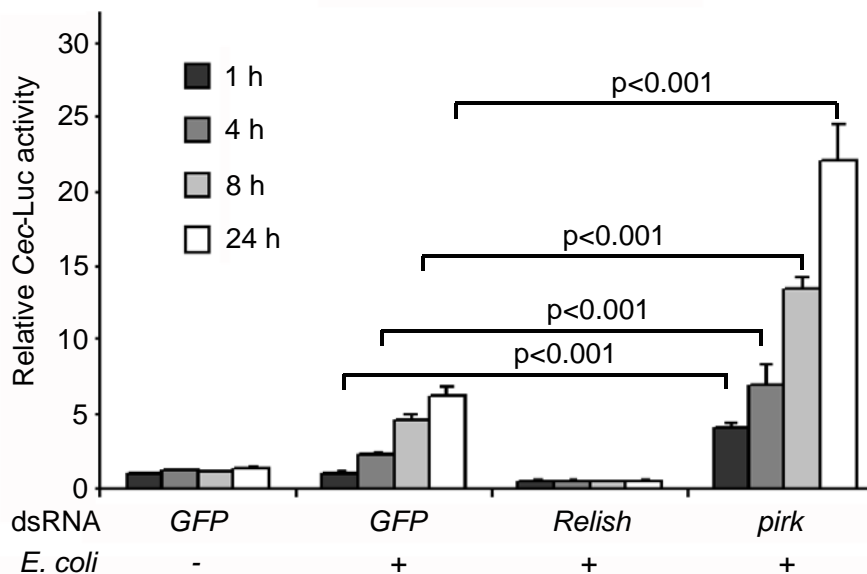 Relative Cec-Luc activity
30
25
20
15
10
5
0
1 h
4 h
8 h
24 h
p<0.001
p<0.001
p<0.001
p<0.001
dsRNA GFP GFP Relish pirk
E. coli - + + +